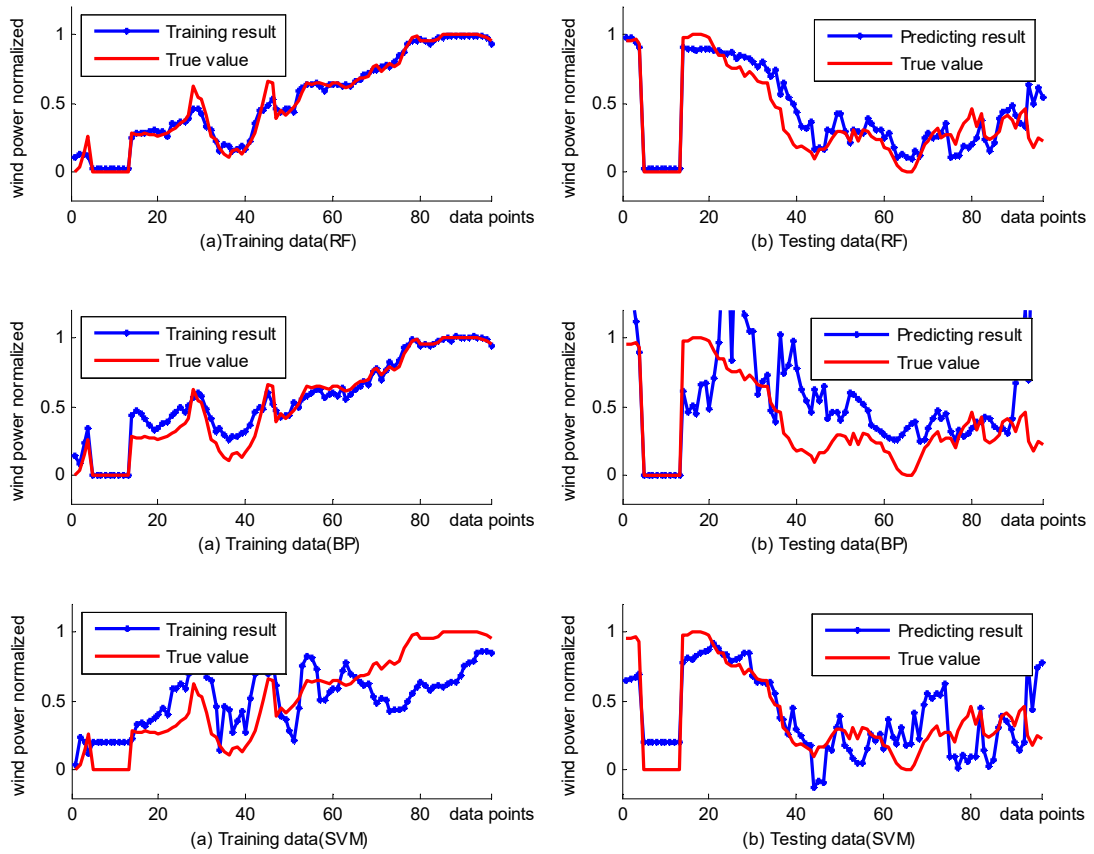 wind power normalized
1
0.5
0
Training result
True value
0
20
40
60
80
data points
(a)Training data(RF)
wind power normalized
1
0.5
0
Predicting result
True value
0
20
40
60
80
data points
(b) Testing data(RF)
wind power normalized
1
0.5
0
Training result
True value
0
20
40
60
80
data points
(a) Training data(BP)
wind power normalized
1
0.5
0
Predicting result
True value
0
20
40
60
80
data points
(b) Testing data(BP)
wind power normalized
1
0.5
0
Training result
True value
0
20
40
60
80
data points
(a) Training data(SVM)
wind power normalized
1
0.5
0
Predicting result
True value
0
20
40
60
80
data points
(b) Testing data(SVM)